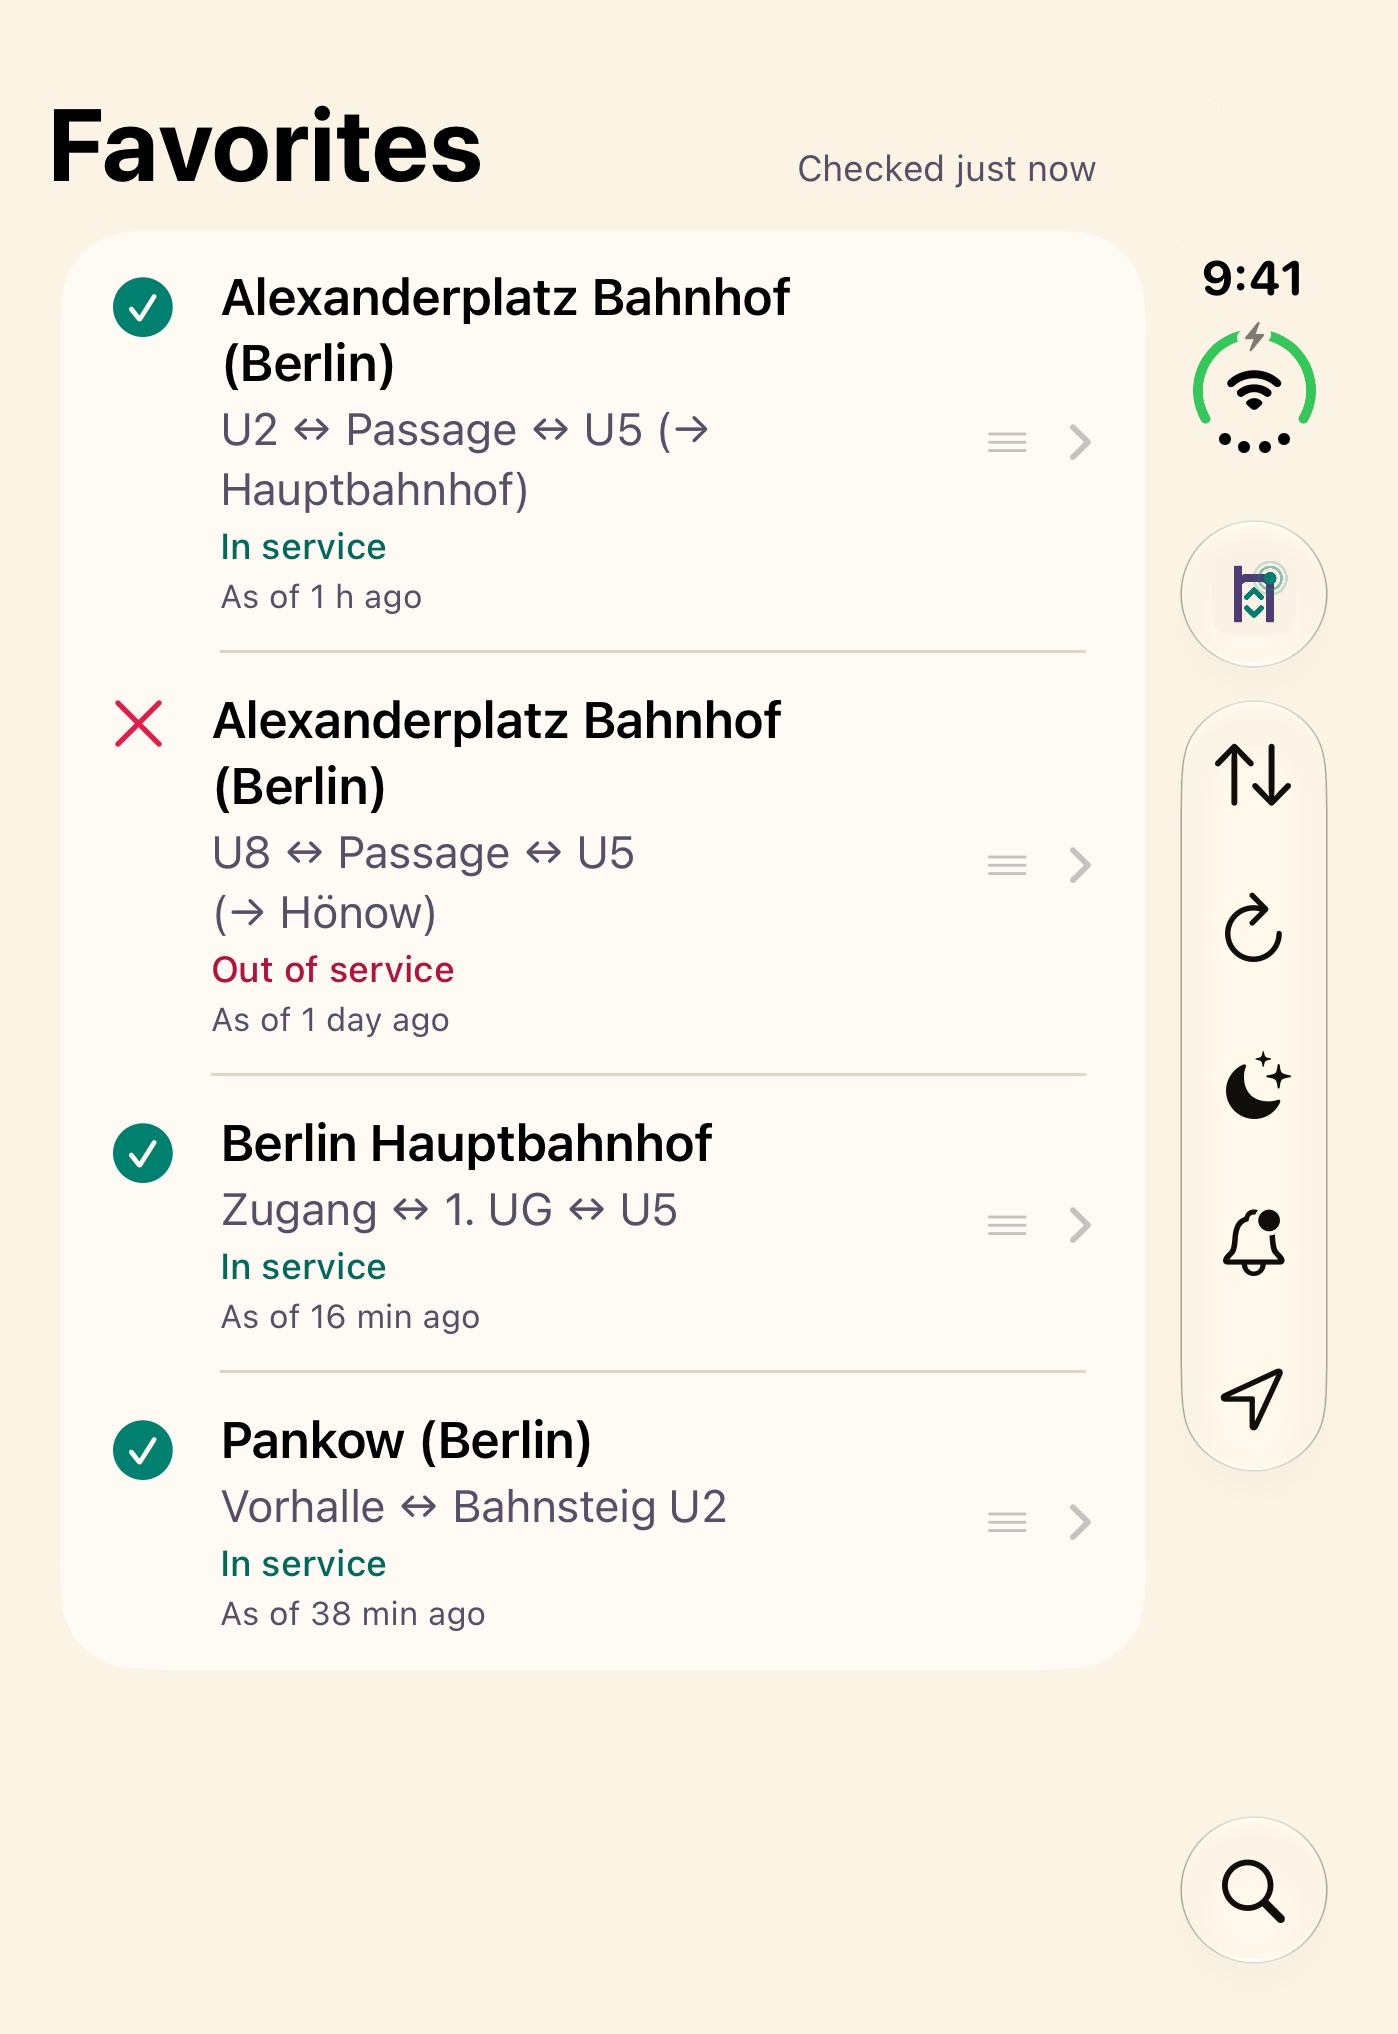 Favorites
Checked just now
9:41
Alexanderplatz Bahnhof
(Berlin)
U2 ↔ Passage ↔ U5 (→
Hauptbahnhof)
In service
As of 1 h ago
Alexanderplatz Bahnhof
(Berlin)
U8 ↔ Passage ↔ U5
(→ Hönow)
Out of service
As of 1 day ago
Berlin Hauptbahnhof
Zugang ↔ 1. UG ↔ U5
In service
As of 16 min ago
Pankow (Berlin)
Vorhalle ↔ Bahnsteig U2
In service
As of 38 min ago